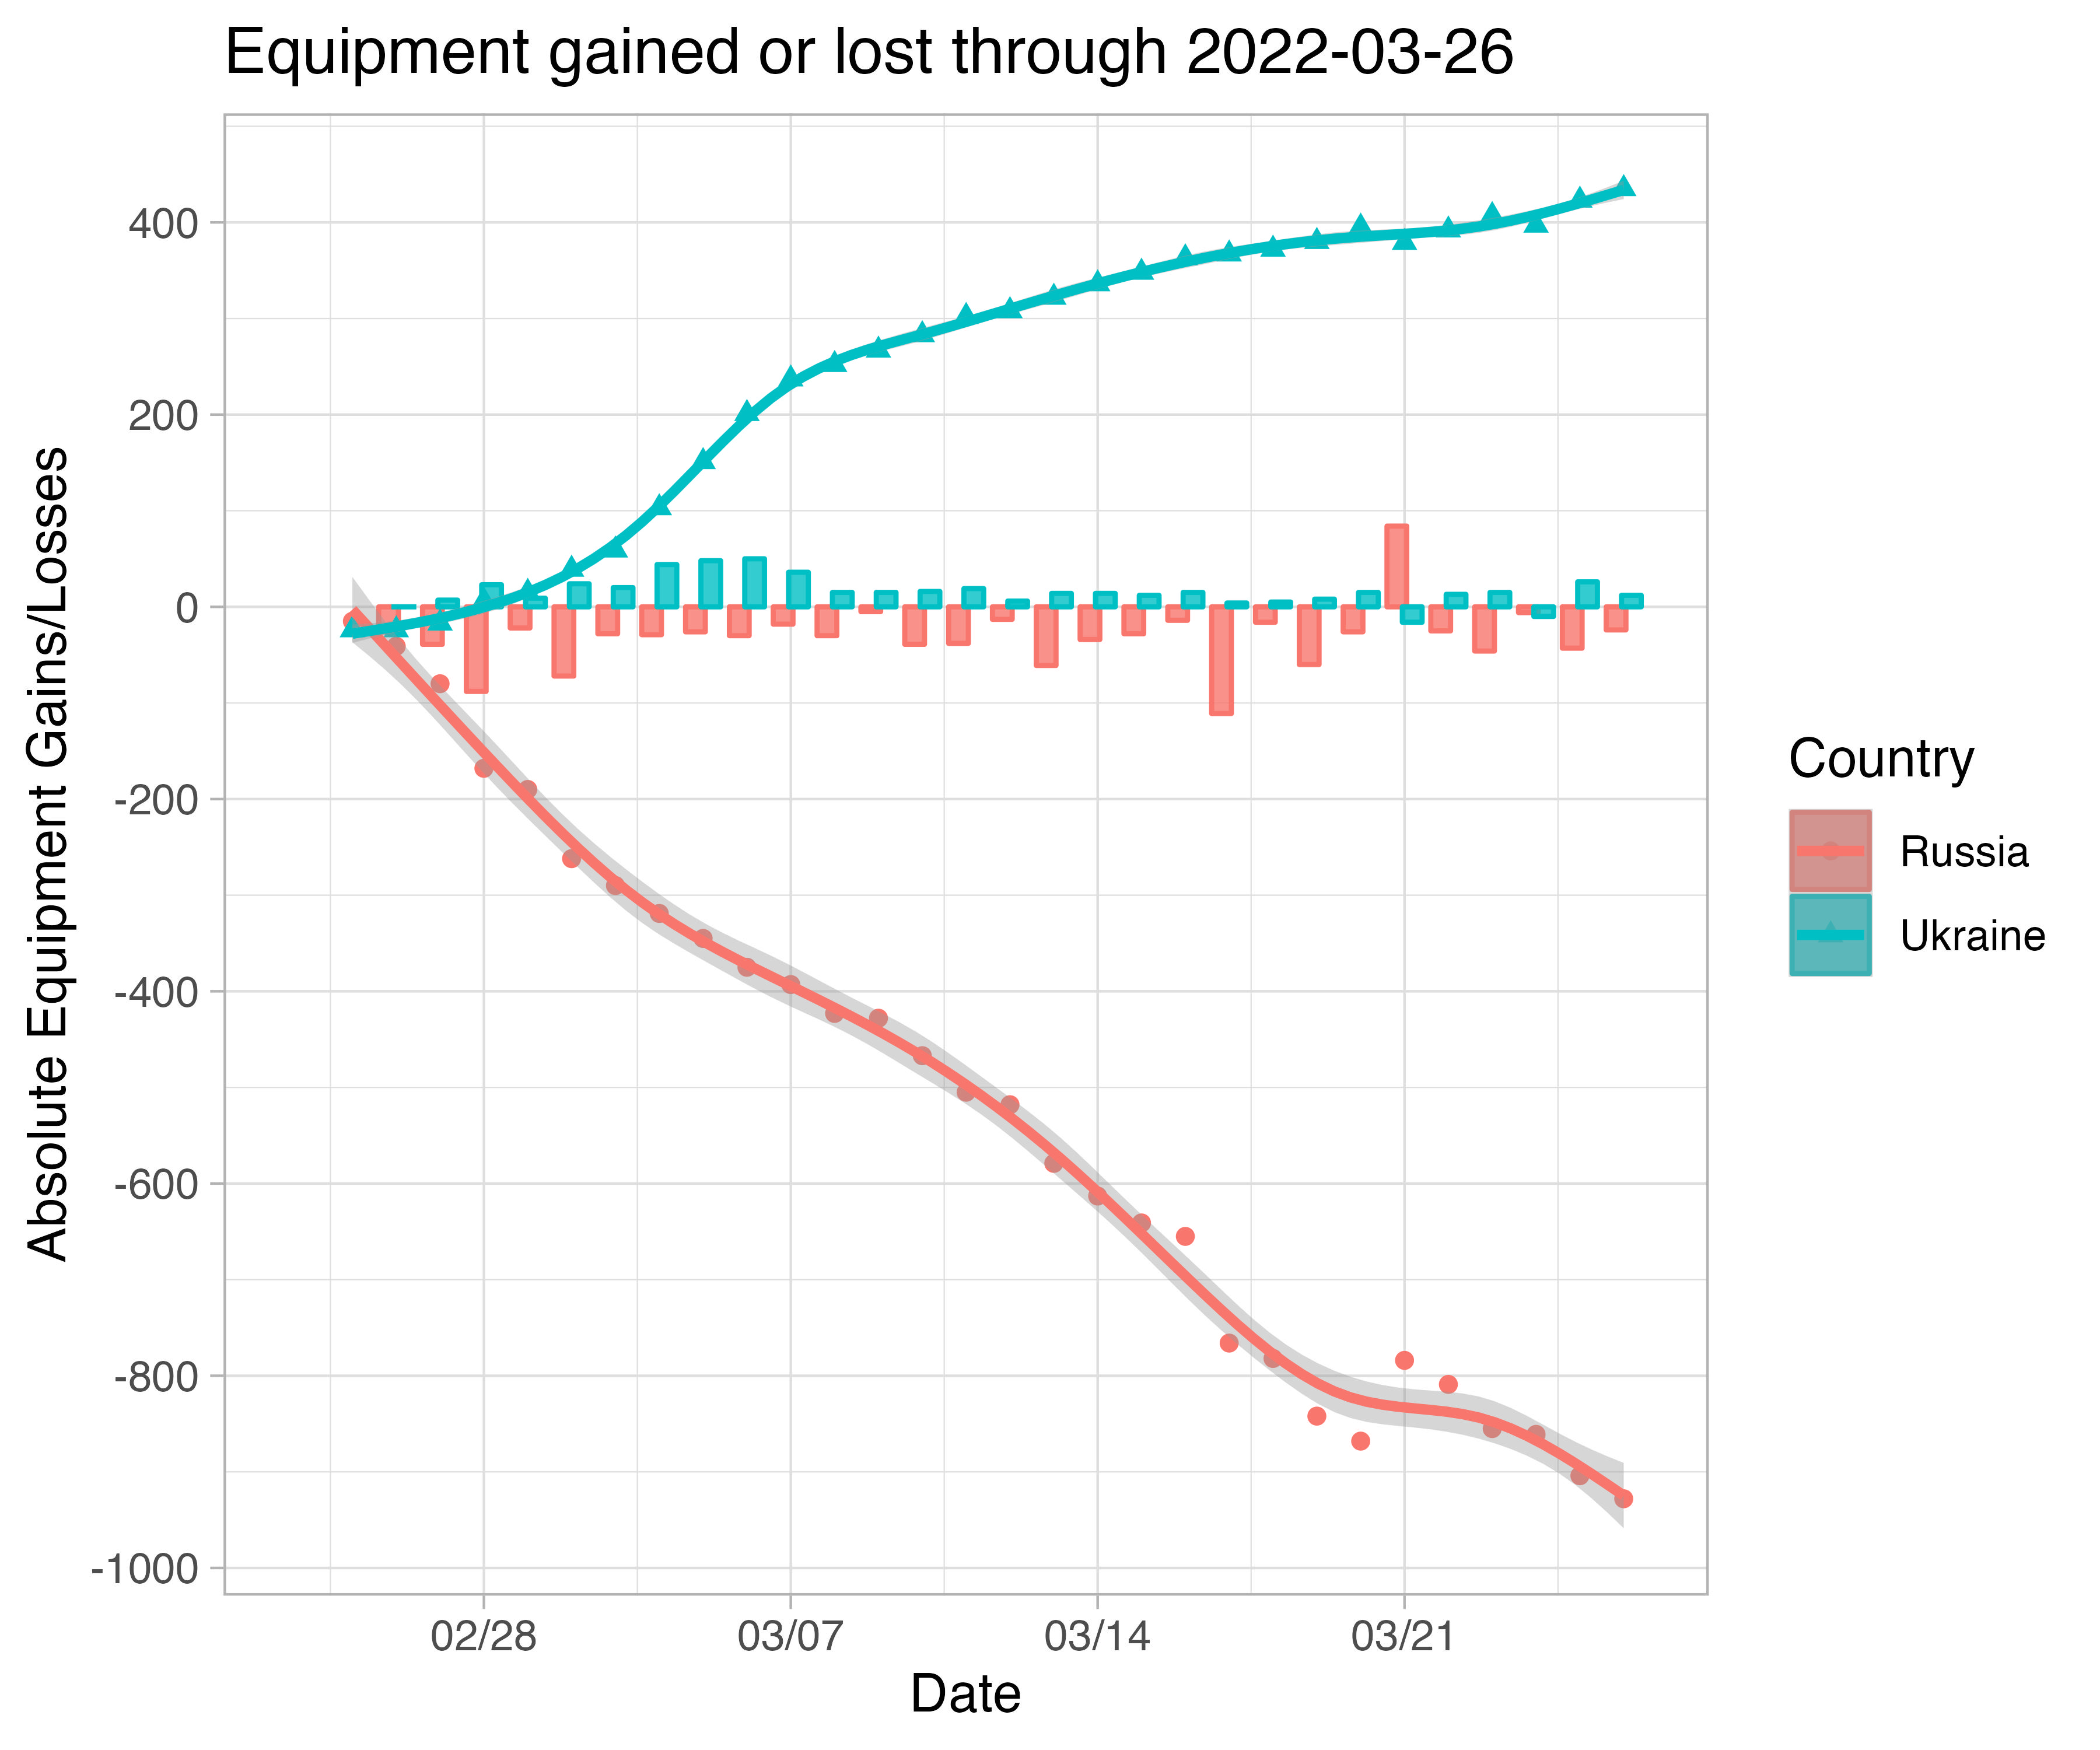 Equipment gained or lost through 2022-03-26
Absolute Equipment Gains/Losses
400
200
0
-200
-400
-600
-800
-1000
02/28 03/07 03/14 03/21
Date
Country
Russia
Ukraine